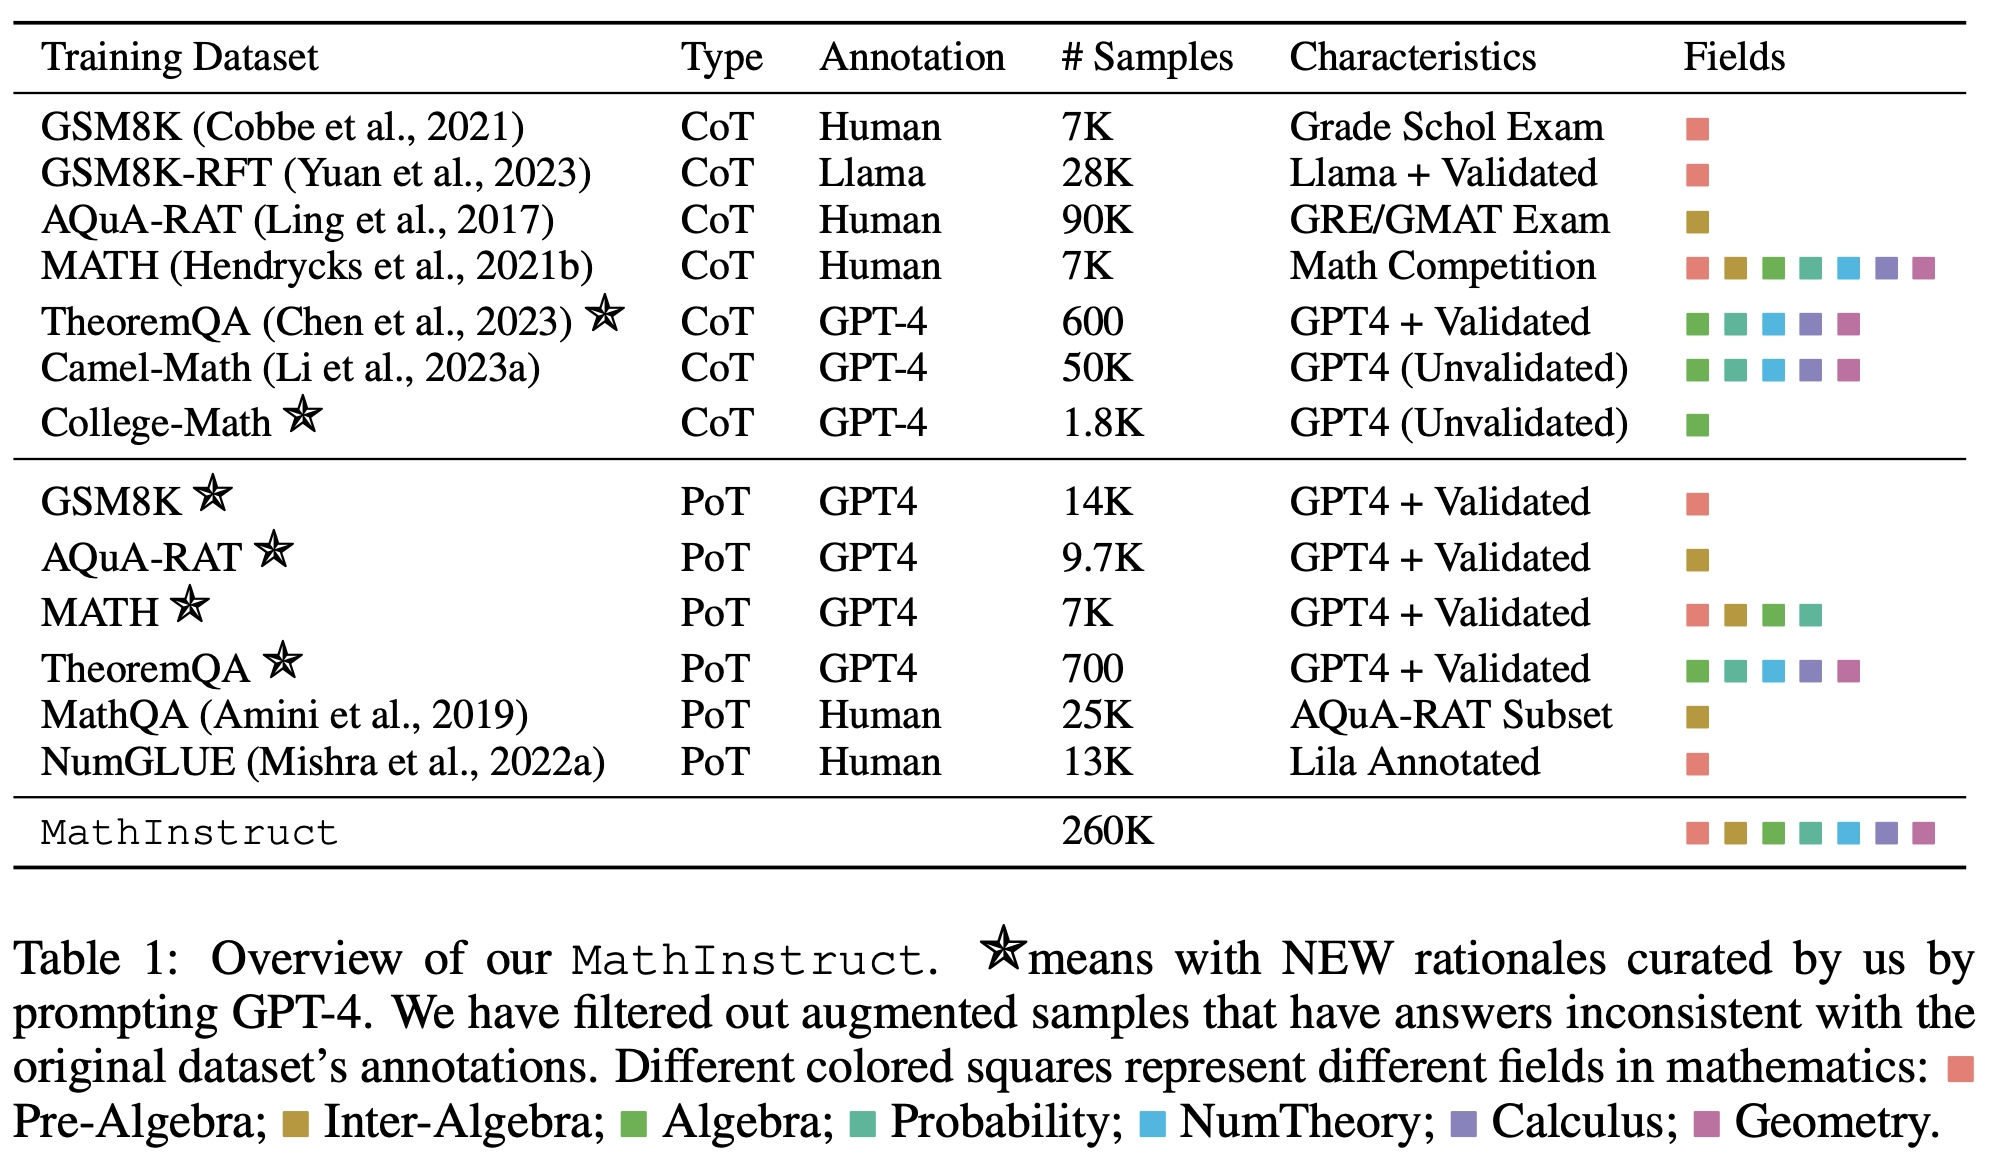 Training Dataset Type Annotation # Samples Characteristics Fields
GSM8K (Cobbe et al., 2021) CoT Human 7K Grade Schol Exam
GSM8K-RFT (Yuan et al., 2023) CoT Llama 28K Llama + Validated
AQuA-RAT (Ling et al., 2017) CoT Human 90K GRE/GMAT Exam
MATH (Hendrycks et al., 2021b) CoT Human 7K Math Competition
TheoremQA (Chen et al., 2023) CoT GPT-4 600 GPT4 + Validated
Camel-Math (Li et al., 2023a) CoT GPT-4 50K GPT4 (Unvalidated)
College-Math CoT GPT-4 1.8K GPT4 (Unvalidated)
GSM8K PoT GPT4 14K GPT4 + Validated
AQuA-RAT PoT GPT4 9.7K GPT4 + Validated
MATH PoT GPT4 7K GPT4 + Validated
TheoremQA PoT GPT4 700 GPT4 + Validated
MathQA (Amini et al., 2019) PoT Human 25K AQuA-RAT Subset
NumGLUE (Mishra et al., 2022a) PoT Human 13K Lila Annotated
MathInstruct 260K
Table 1: Overview of our MathInstruct. means with NEW rationales curated by us by
prompting GPT-4. We have filtered out augmented samples that have answers inconsistent with the
original dataset's annotations. Different colored squares represent different fields in mathematics:
Pre-Algebra; Inter-Algebra; Algebra; Probability; NumTheory; Calculus; Geometry.